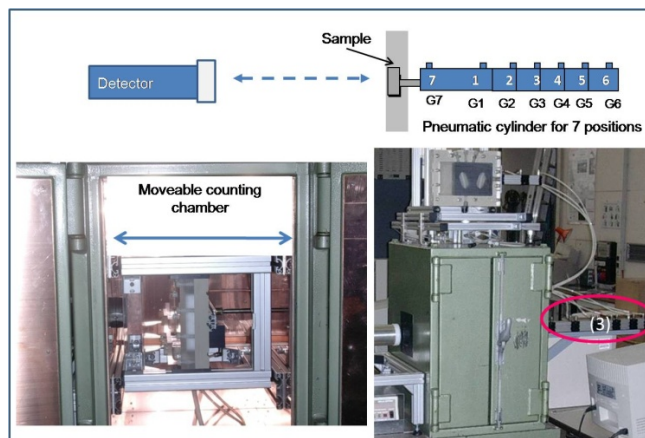 Sample
Detector
7 1 2 3 4 5 6
G7 G1 G2 G3 G4 G5 G6
Pneumatic cylinder for 7 positions
Moveable counting
chamber
(3)